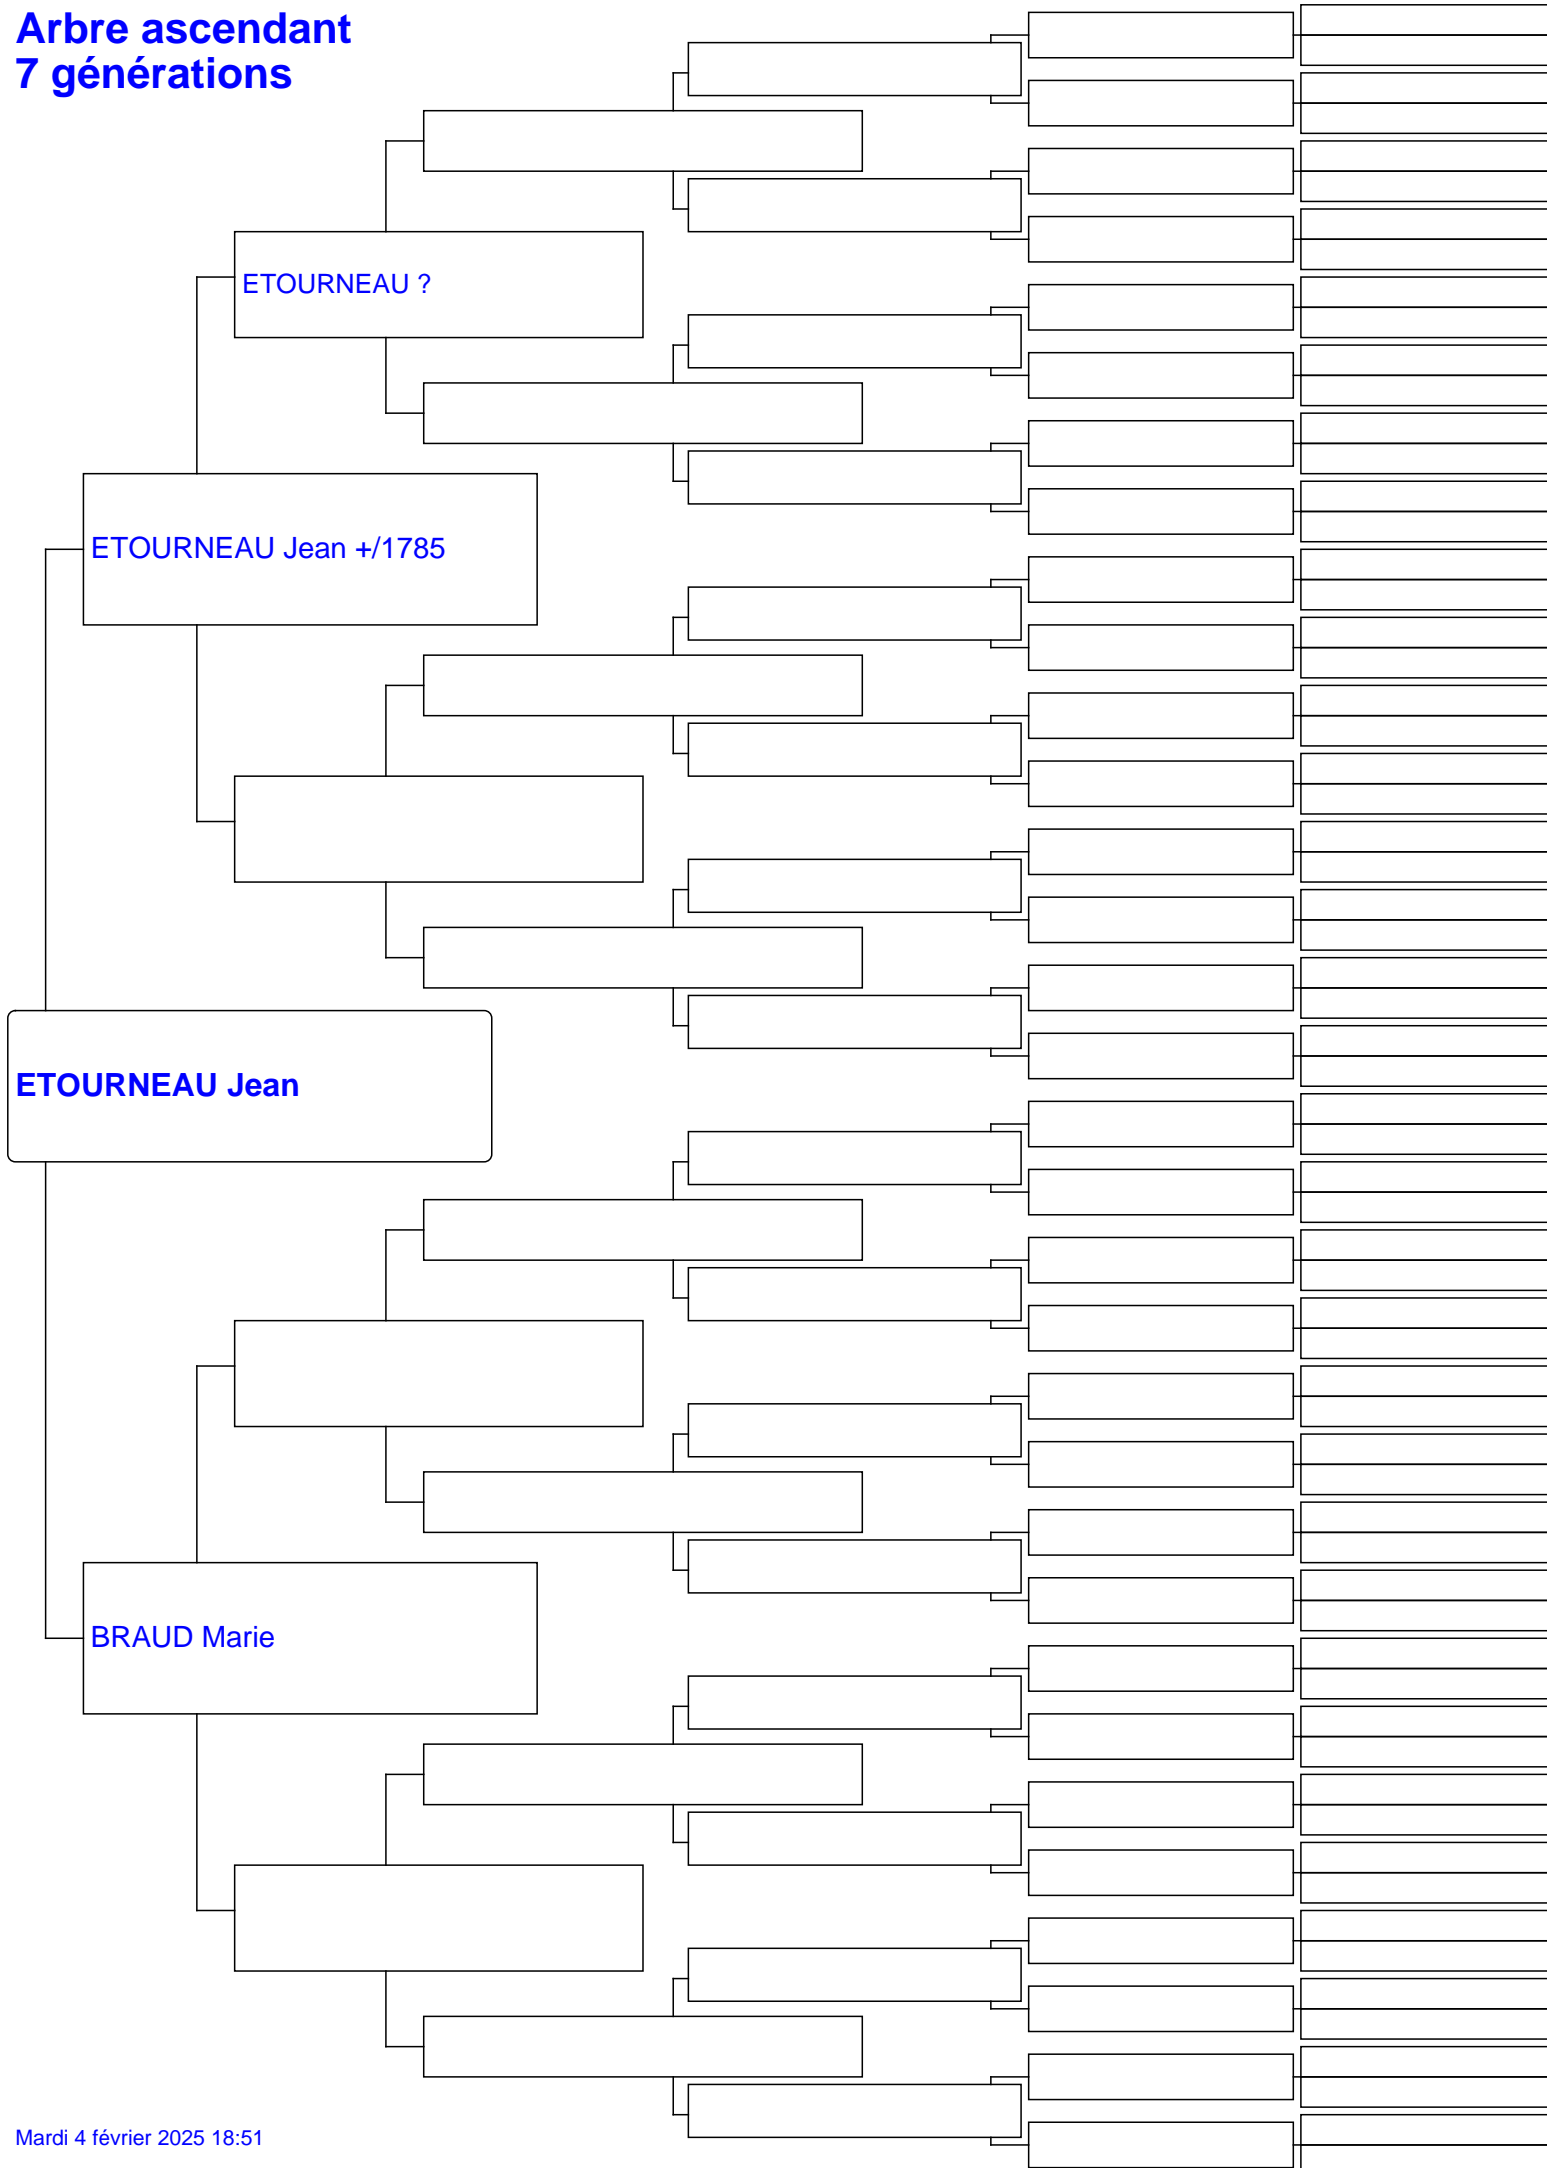 Arbre ascendant
7 générations
ETOURNEAU ?
ETOURNEAU Jean +/1785
ETOURNEAU Jean
BRAUD Marie
Mardi 4 février 2025 18:51